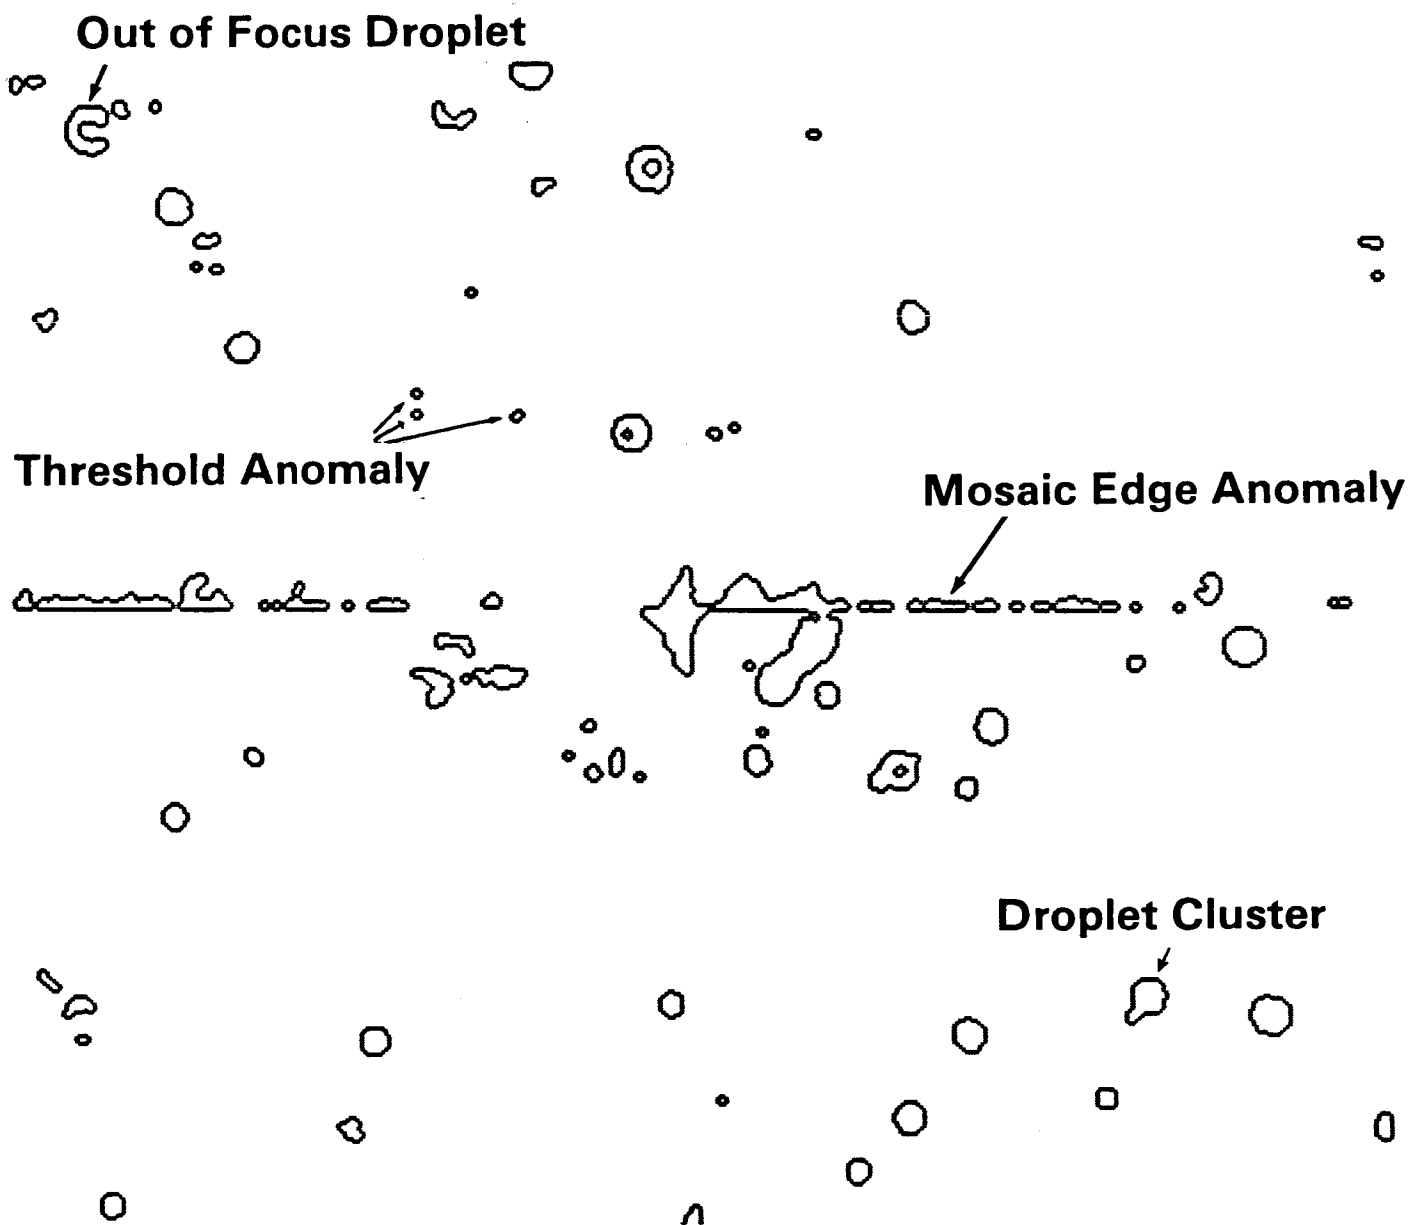 Out of Focus Droplet
Threshold Anomaly
Mosaic Edge Anomaly
Droplet Cluster